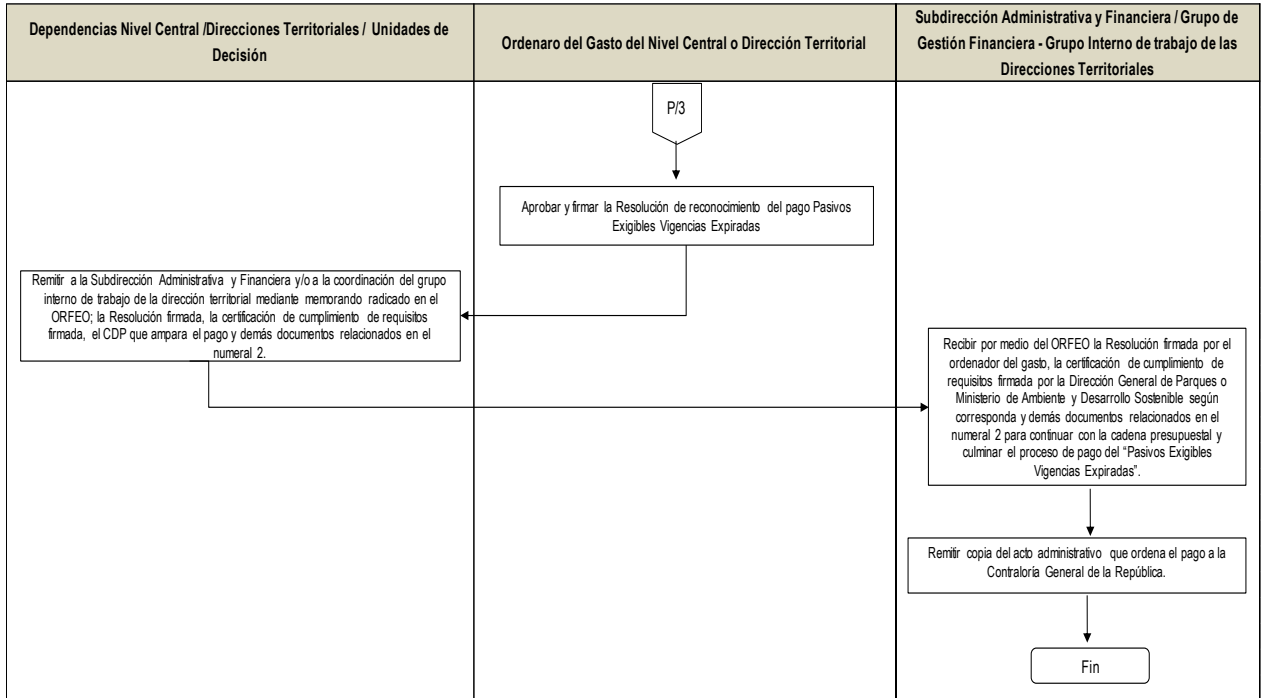 Dependencias Nivel Central /Direcciones Territoriales / Unidades de
Decisión
Ordenaro del Gasto del Nivel Central o Dirección Territorial
Subdirección Administrativa y Financiera / Grupo de
Gestión Financiera - Grupo Interno de trabajo de las
Direcciones Territoriales
P/3
Aprobar y firmar la Resolución de reconocimiento del pago Pasivos
Exigibles Vigencias Expiradas
Remitir a la Subdirección Administrativa y Financiera y/o a la coordinación del grupo
interno de trabajo de la dirección territorial mediante memorando radicado en el
ORFEO; la Resolución firmada, la certificación de cumplimiento de requisitos
firmada, el CDP que ampara el pago y demás documentos relacionados en el
numeral 2.
Recibir por medio del ORFEO la Resolución firmada por el
ordenador del gasto, la certificación de cumplimiento de
requisitos firmada por la Dirección General de Parques o
Ministerio de Ambiente y Desarrollo Sostenible según
corresponda y demás documentos relacionados en el
numeral 2 para continuar con la cadena presupuestal y
culminar el proceso de pago del “Pasivos Exigibles
Vigencias Expiradas”.
Remitir copia del acto administrativo que ordena el pago a la
Contraloría General de la República.
Fin